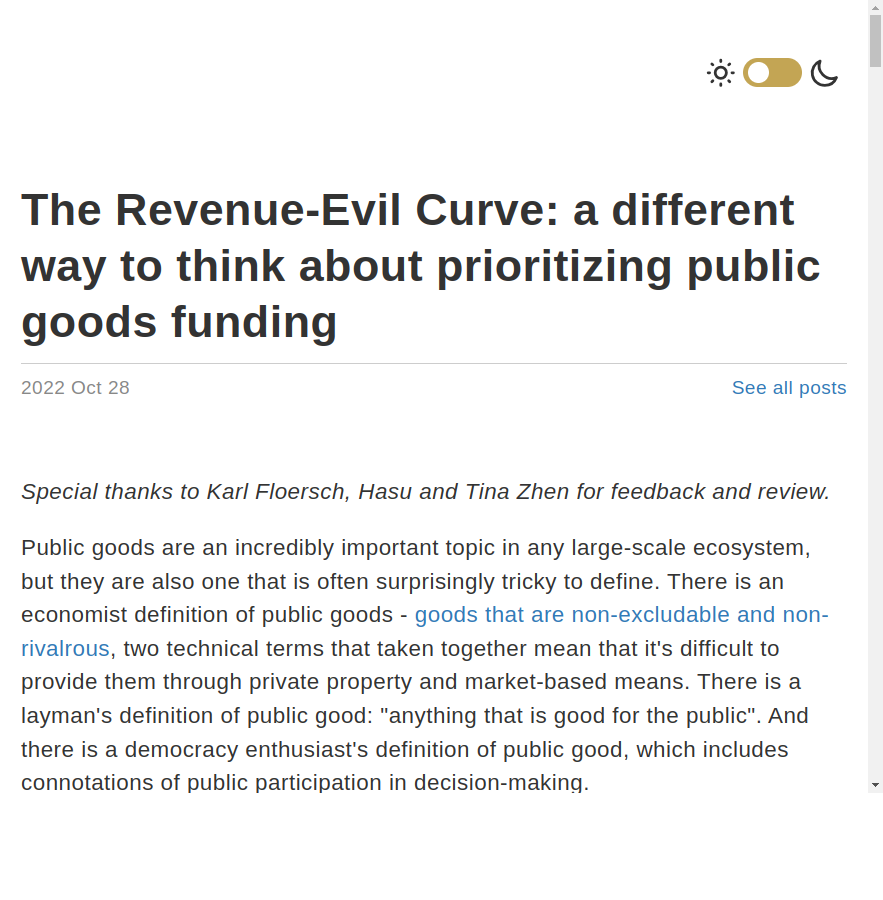 The Revenue-Evil Curve: a different
way to think about prioritizing public
goods funding
2022 Oct 28
See all posts
Special thanks to Karl Floersch, Hasu and Tina Zhen for feedback and review.
Public goods are an incredibly important topic in any large-scale ecosystem,
but they are also one that is often surprisingly tricky to define. There is an
economist definition of public goods - goods that are non-excludable and non-
rivalrous, two technical terms that taken together mean that it's difficult to
provide them through private property and market-based means. There is a
layman's definition of public good: "anything that is good for the public". And
there is a democracy enthusiast's definition of public good, which includes
connotations of public participation in decision-making.